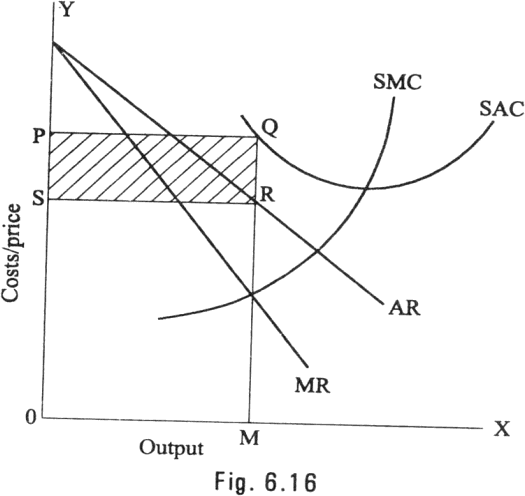 Y
SMC
SAC
P
Q
S
R
Costs/price
AR
MR
0
X
Output
M
Fig. 6.16